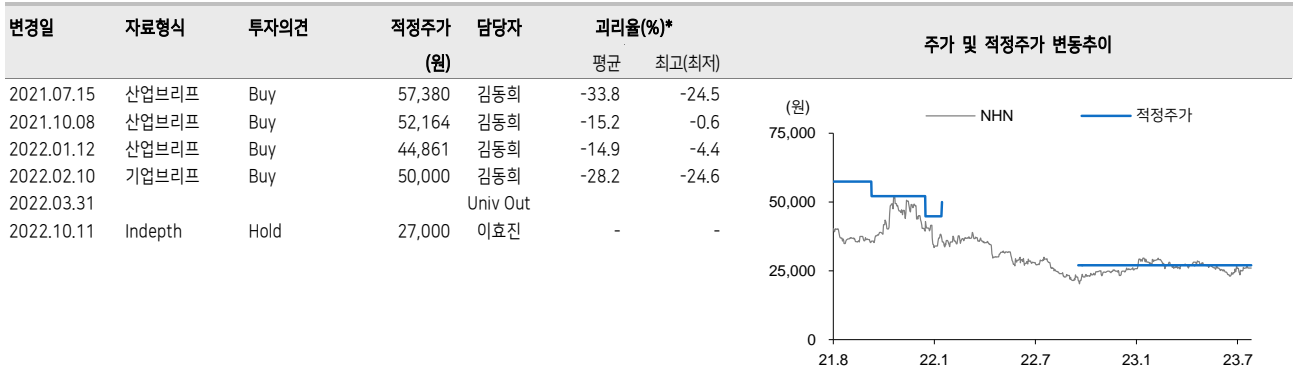 변경일 자료형식 투자의견 적정주가 담당자 괴리율(%)* 주가 및 적정주가 변동추이
(원) 평균 최고(최저)
2021.07.15 산업브리프 Buy 57,380 김동희 -33.8 -24.5
2021.10.08 산업브리프 Buy 52,164 김동희 -15.2 -0.6
2022.01.12 산업브리프 Buy 44,861 김동희 -14.9 -4.4
2022.02.10 기업브리프 Buy 50,000 김동희 -28.2 -24.6
2022.03.31 Univ Out
2022.10.11 Indepth Hold 27,000 이효진 - -
(원)
NHN 적정주가
75,000
50,000
25,000
0
21.8 22.1 22.7 23.1 23.7